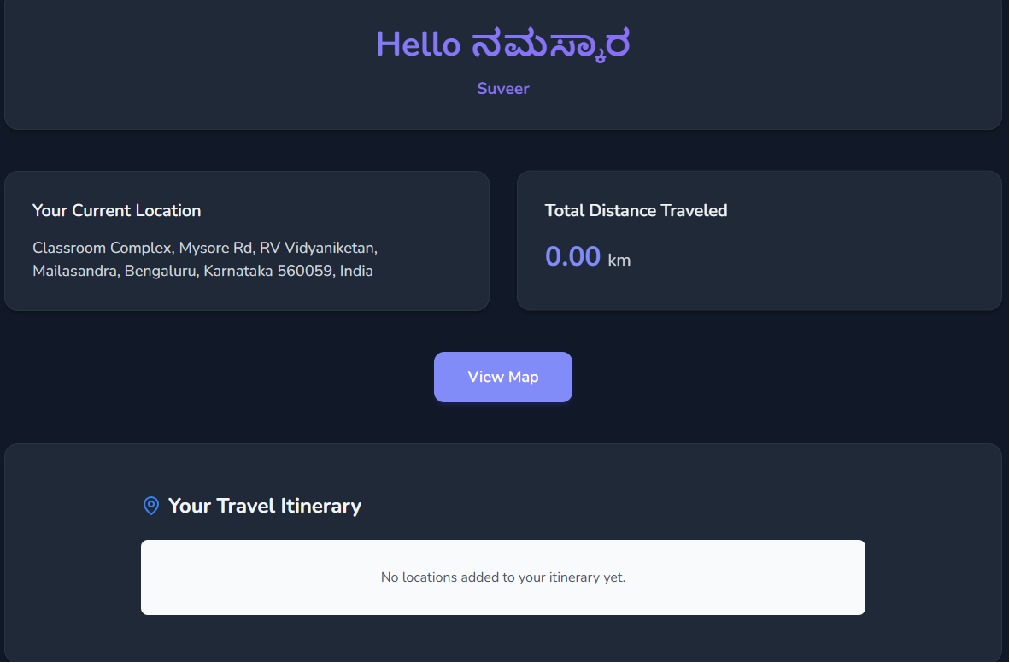 Hello ನಮಸ್ಕಾರ
Suveer
Your Current Location
Classroom Complex, Mysore Rd, RV Vidyaniketan,
Mailasandra, Bengaluru, Karnataka 560059, India
Total Distance Traveled
0.00 km
View Map
Your Travel Itinerary
No locations added to your itinerary yet.